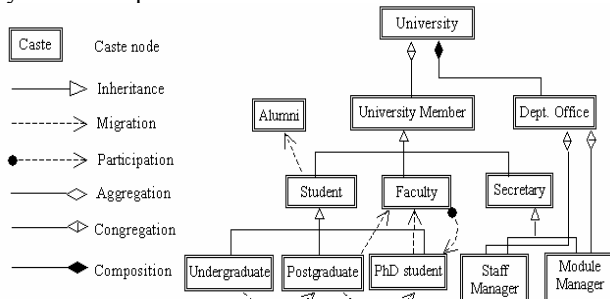 University
Caste
Caste node
Inheritance
Migration
Participation
Aggregation
Congregation
Composition
Alumni
University Member
Dept. Office
Student
Faculty
Secretary
Undergraduate
Postgraduate
PhD student
Staff
Manager
Module
Manager